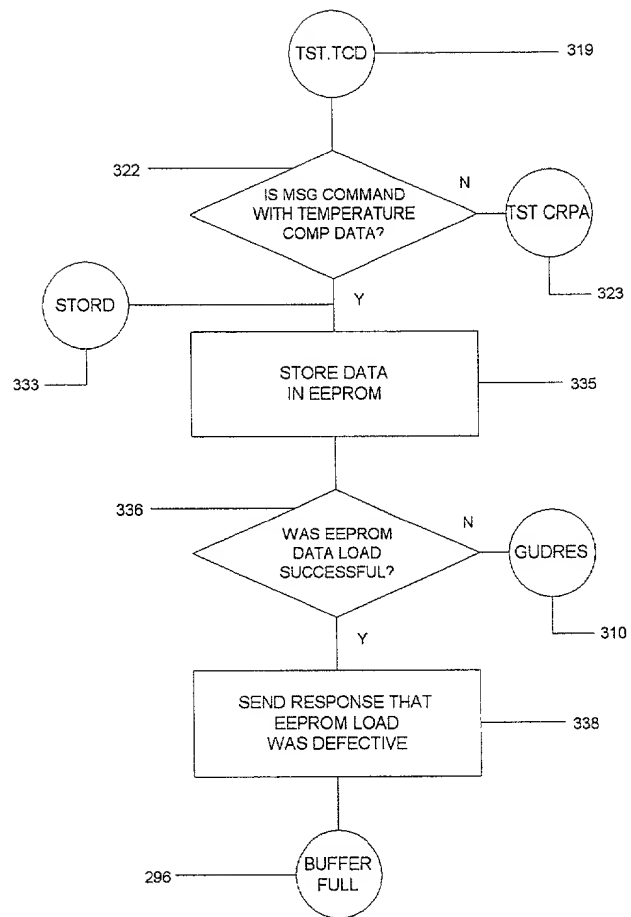 TST.TCD
319
322
IS MSG COMMAND
WITH TEMPERATURE
COMP DATA?
N
TST CRPA
323
Y
STORD
333
STORE DATA
IN EEPROM
335
336
WAS EEPROM
DATA LOAD
SUCCESSFUL?
N
GUDRES
310
Y
SEND RESPONSE THAT
EEPROM LOAD
WAS DEFECTIVE
338
BUFFER
FULL
296